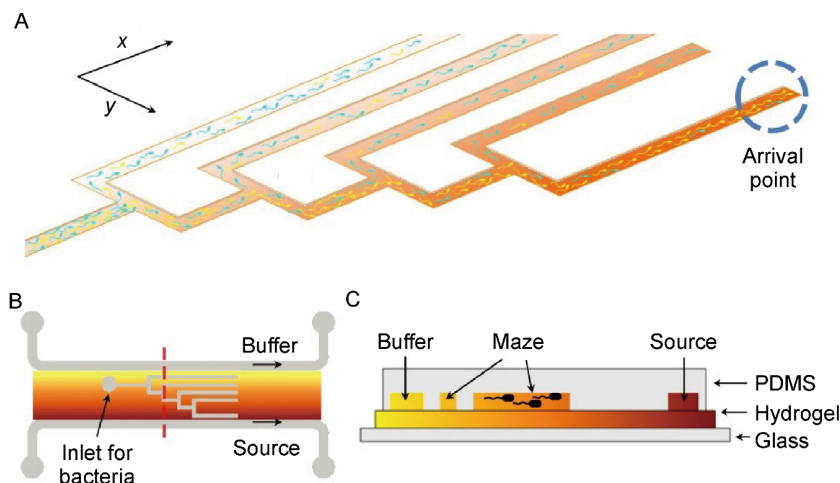 A
x
y
Arrival
point
B
Buffer
Inlet for
bacteria
Source
C
Buffer
Maze
Source
PDMS
Hydrogel
Glass